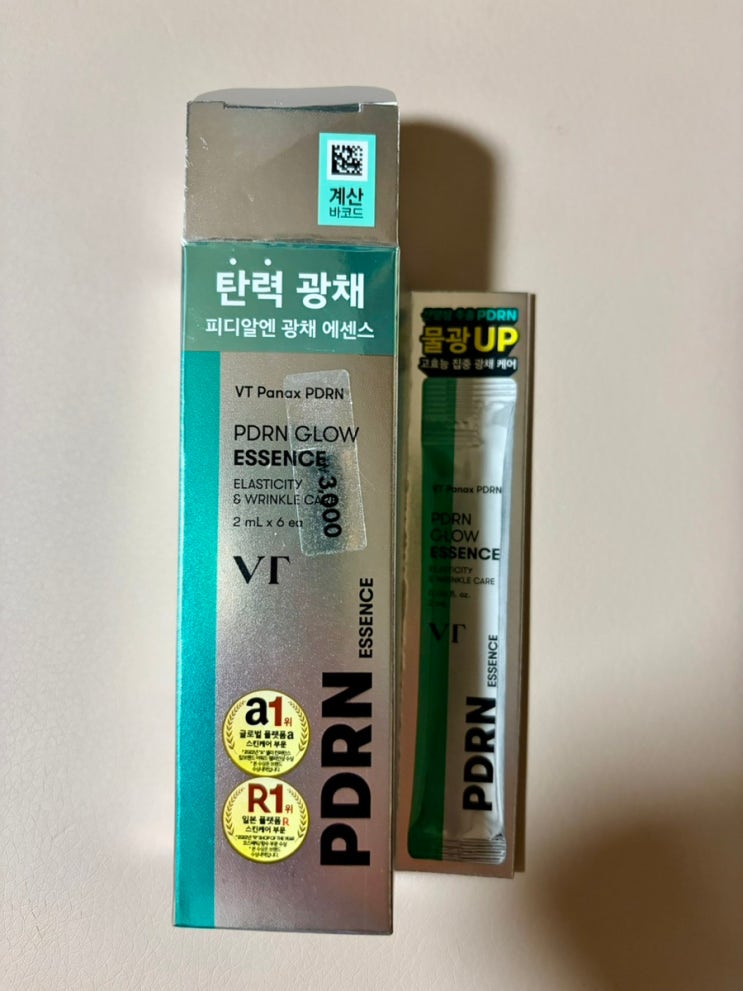 계산
바코드
탄력 광채
피디알엔 광채 에센스
VT Panax PDRN
PDRN GLOW
ESSENCE
ELASTICITY
& WRINKLE CARE
2 mL x 6 ea
3,000
VT
PDRN
ESSENCE
a1위
글로벌 플랫폼a
스킨케어 부문
R1위
일본 플랫폼R
스킨케어 부문
PDRN
물광 UP
고효능 집중 광채 케어
VT Panax PDRN
PDRN
GLOW
ESSENCE
ELASTICITY
& WRINKLE CARE
VT
PDRN
ESSENCE